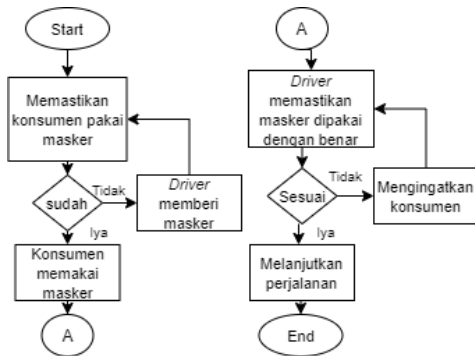 Start
Memastikan
konsumen pakai
masker
sudah
Tidak
Driver
memberi
masker
Iya
Konsumen
memakai
masker
A
A
Driver
memastikan
masker dipakai
dengan benar
Sesuai
Tidak
Mengingatkan
konsumen
Iya
Melanjutkan
perjalanan
End